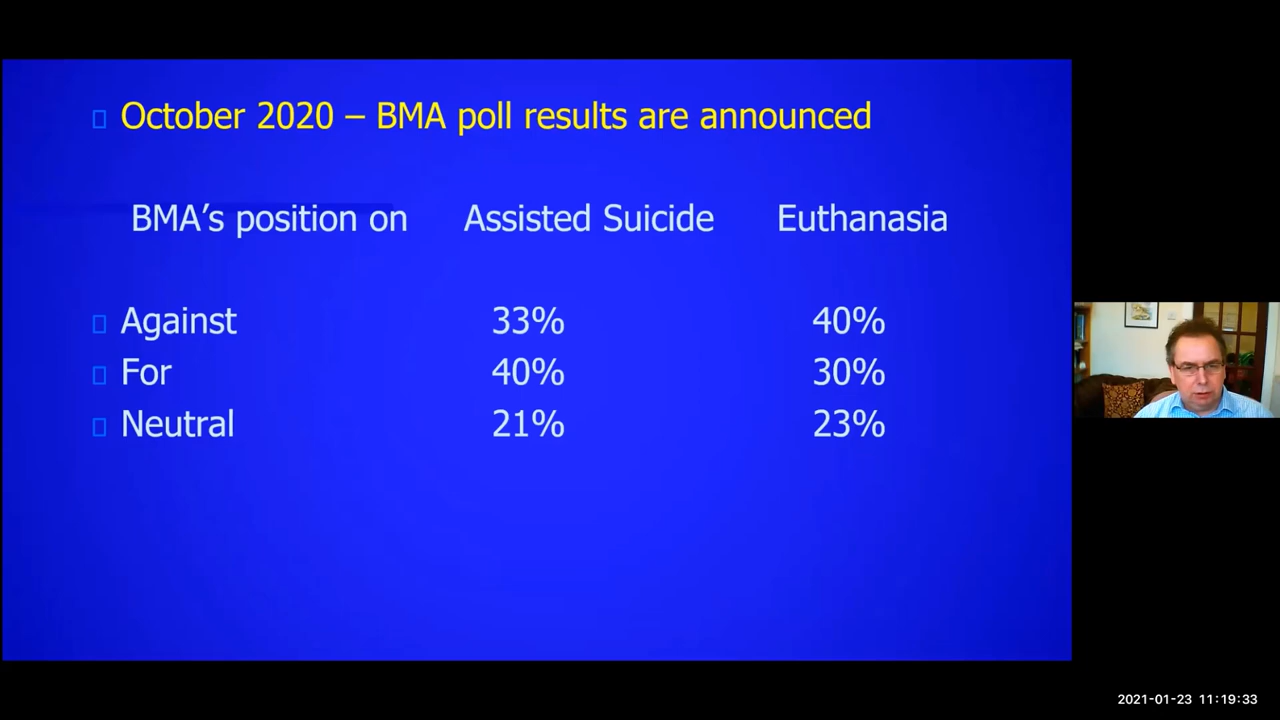 October 2020 – BMA poll results are announced
BMA’s position on Assisted Suicide Euthanasia
Against 33% 40%
For 40% 30%
Neutral 21% 23%
2021-01-23 11:19:33